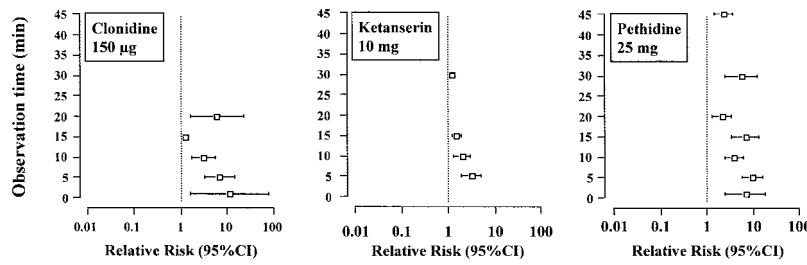 Observation time (min)
45
40
35
30
25
20
15
10
5
0
Clonidine
150 µg
0.01 0.1 1 10 100
Relative Risk (95%CI)
45
40
35
30
25
20
15
10
5
0
Ketanserin
10 mg
0.01 0.1 1 10 100
Relative Risk (95%CI)
45
40
35
30
25
20
15
10
5
0
Pethidine
25 mg
0.01 0.1 1 10 100
Relative Risk (95%CI)